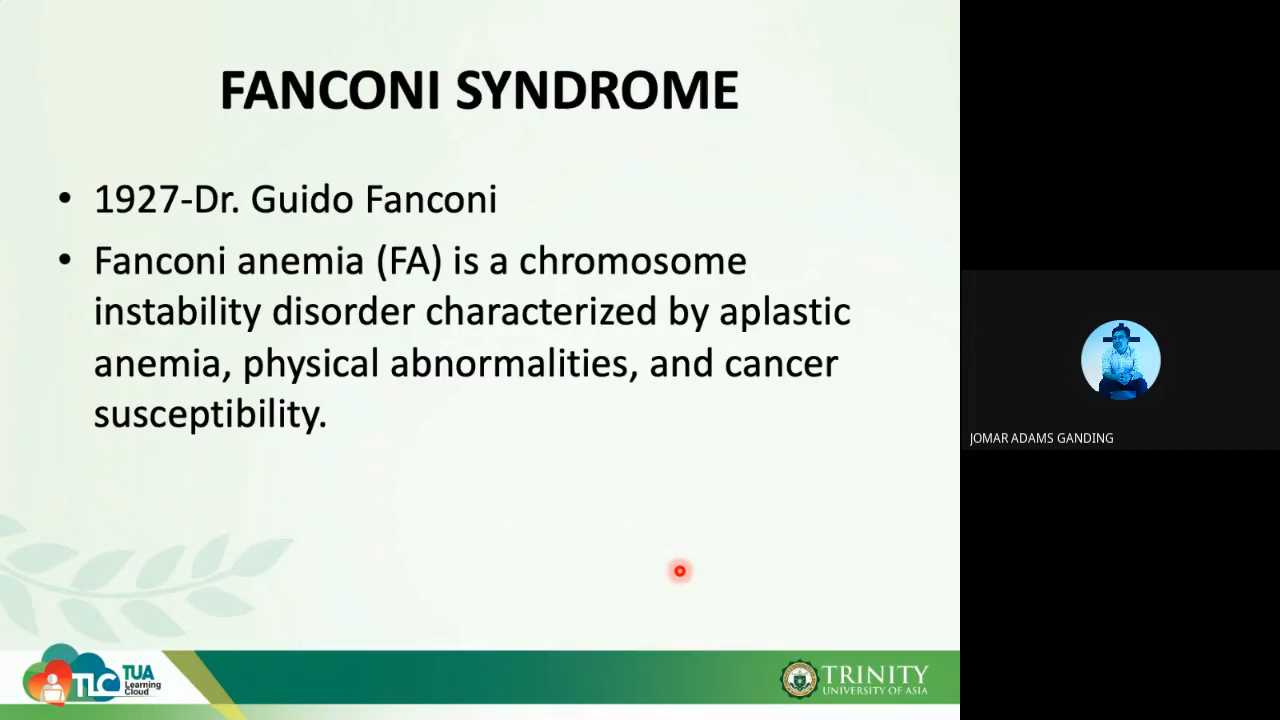 FANCONI SYNDROME
• 1927-Dr. Guido Fanconi
• Fanconi anemia (FA) is a chromosome
instability disorder characterized by aplastic
anemia, physical abnormalities, and cancer
susceptibility.
JOMAR ADAMS GANDING
TLC
TUA
Learning
Cloud
TRINITY
UNIVERSITY OF ASIA